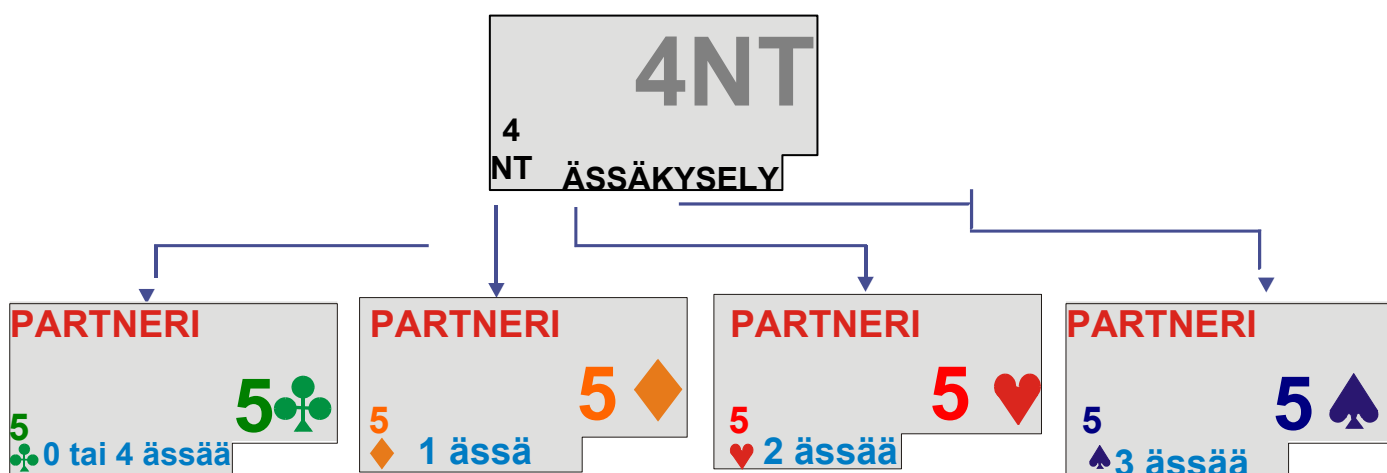 4NT
4
NT ÄSSÄKYSELY
PARTNERI
5♣
5
♣ 0 tai 4 ässää
PARTNERI
5♦
5
♦ 1 ässä
PARTNERI
5♥
5
♥ 2 ässää
PARTNERI
5♠
5
♠ 3 ässää